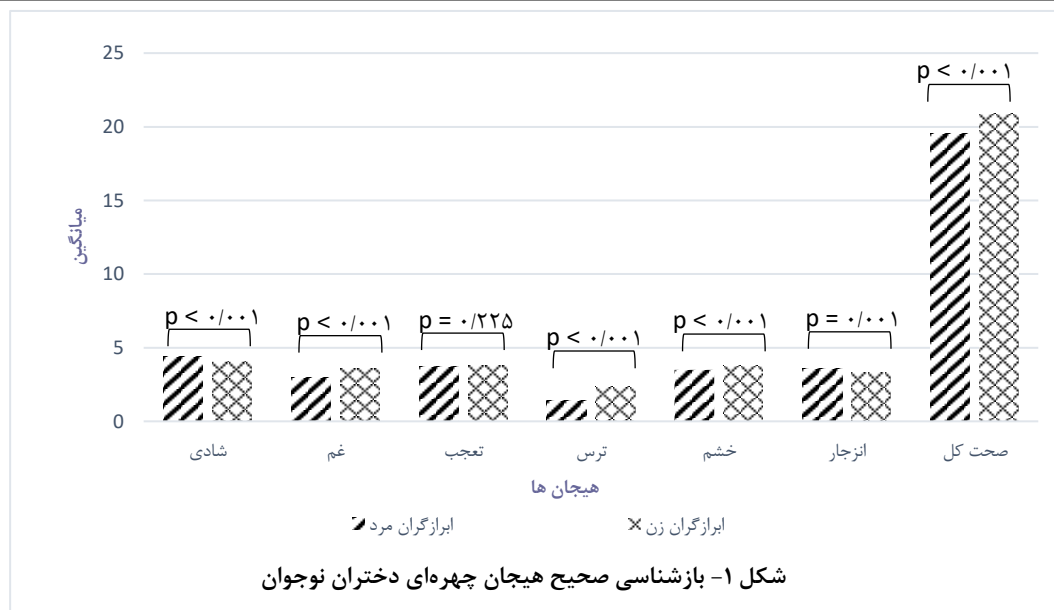 25
20
15
10
5
0
میانگین
p < ۰/۰۰۱
p < ۰/۰۰۱
p = ۰/۲۲۵
p < ۰/۰۰۱
p < ۰/۰۰۱
p = ۰/۰۰۱
p < ۰/۰۰۱
شادی
غم
تعجب
ترس
خشم
انزجار
صحت کل
هیجان ها
ابرازگران مرد
ابرازگران زن
شکل ۱- بازشناسی صحیح هیجان چهره‌ای دختران نوجوان